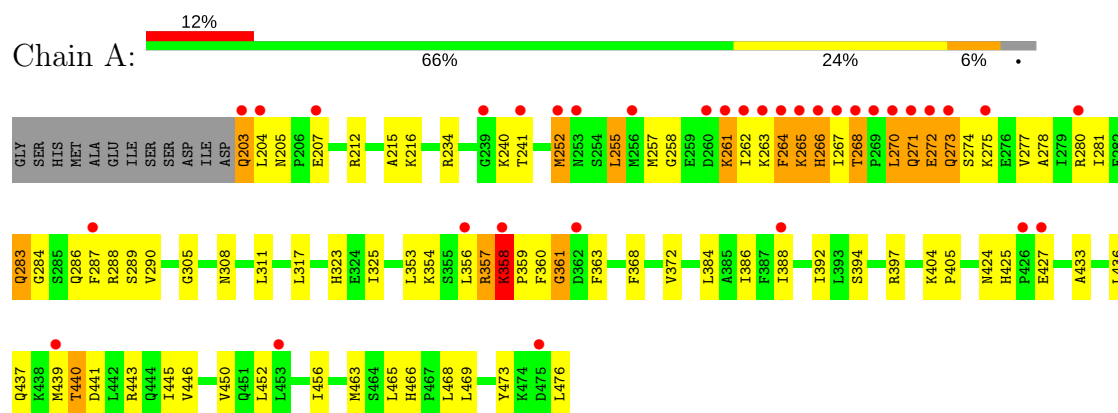 12%
Chain A:
66% 24% 6% •
GLY SER HIS MET ALA GLU ILE SER SER ASP ILE ASP Q203 L204 N205 P206 E207 R212 A215 K216 R234 G239 K240 T241 M252 N253 S254 L255 M256 M257 G258 E259 D260 K261 I262 K263 F264 K265 H266 I267 T268 P269 L270 Q271 E272 Q273 S274 K275 E276 V277 A278 I279 R280 I281
Q283 G284 S285 Q286 F287 R288 S289 V290 G305 N308 L311 L317 H323 E324 I325 L353 K354 S355 L356 R357 K358 P359 F360 G361 D362 F363 F368 V372 L384 A385 I386 F387 I388 I392 L393 S394 R397 K404 P405 N424 H425 P426 E427 A433
Q437 K438 M439 T440 D441 L442 R443 Q444 I445 V446 V450 Q451 L452 L453 I456 M463 S464 L465 H466 P467 L468 L469 Y473 K474 D475 L476